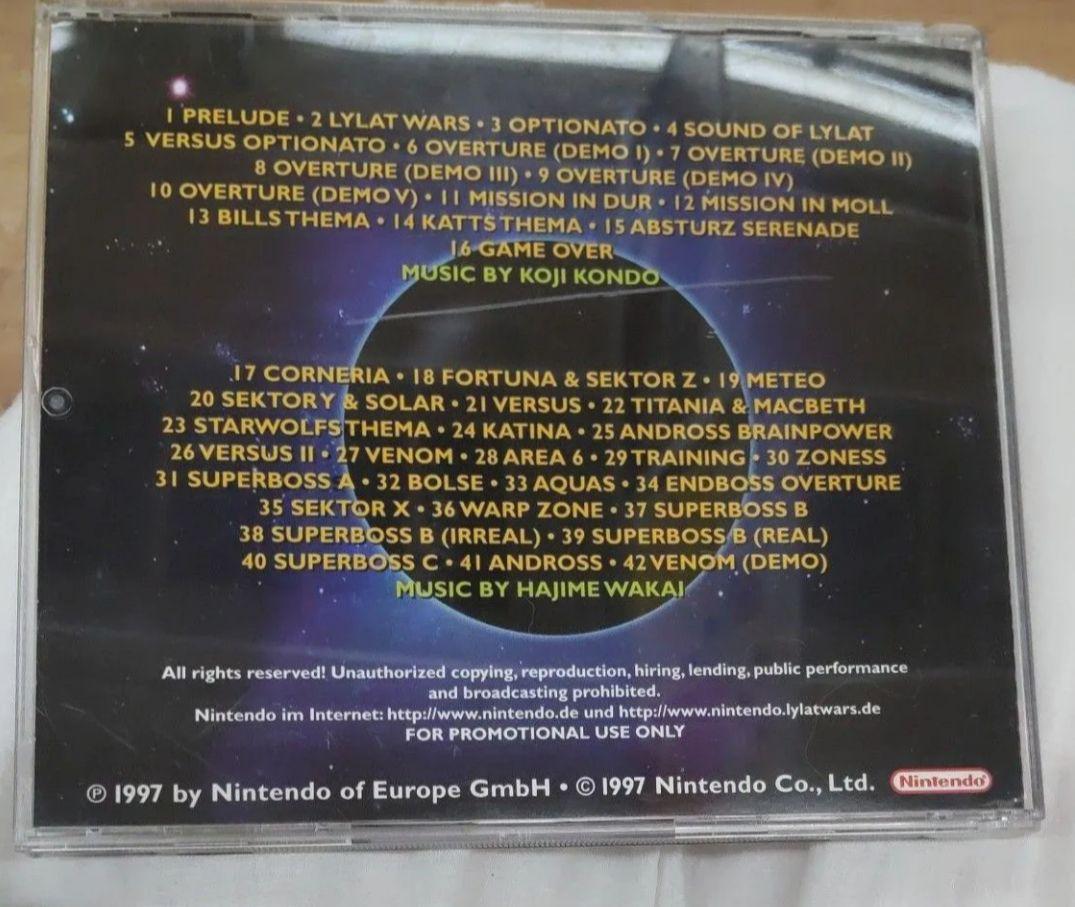 1 PRELUDE • 2 LYLAT WARS • 3 OPTIONATO • 4 SOUND OF LYLAT
5 VERSUS OPTIONATO • 6 OVERTURE (DEMO I) • 7 OVERTURE (DEMO II)
8 OVERTURE (DEMO III) • 9 OVERTURE (DEMO IV)
10 OVERTURE (DEMO V) • 11 MISSION IN DUR • 12 MISSION IN MOLL
13 BILLS THEMA • 14 KATTS THEMA • 15 ABSTURZ SERENADE
16 GAME OVER
MUSIC BY KOJI KONDO
17 CORNERIA • 18 FORTUNA & SEKTOR Z • 19 METEO
20 SEKTOR Y & SOLAR • 21 VERSUS • 22 TITANIA & MACBETH
23 STARWOLFS THEMA • 24 KATINA • 25 ANDROSS BRAINPOWER
26 VERSUS II • 27 VENOM • 28 AREA 6 • 29 TRAINING • 30 ZONESS
31 SUPERBOSS A • 32 BOLSE • 33 AQUAS • 34 ENDBOSS OVERTURE
35 SEKTOR X • 36 WARP ZONE • 37 SUPERBOSS B
38 SUPERBOSS B (IRREAL) • 39 SUPERBOSS B (REAL)
40 SUPERBOSS C • 41 ANDROSS • 42 VENOM (DEMO)
MUSIC BY HAJIME WAKAI
All rights reserved! Unauthorized copying, reproduction, hiring, lending, public performance
and broadcasting prohibited.
Nintendo im Internet: http://www.nintendo.de und http://www.nintendo.lylatwars.de
FOR PROMOTIONAL USE ONLY
℗ 1997 by Nintendo of Europe GmbH • © 1997 Nintendo Co., Ltd. Nintendo®